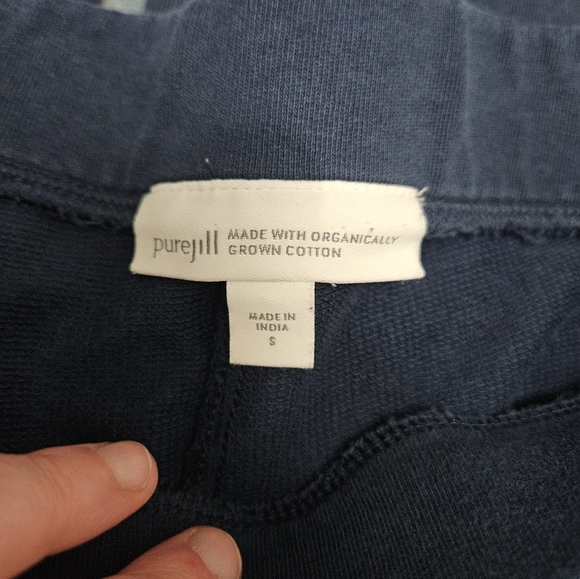 purejill
MADE WITH ORGANICALLY
GROWN COTTON
MADE IN
INDIA
S